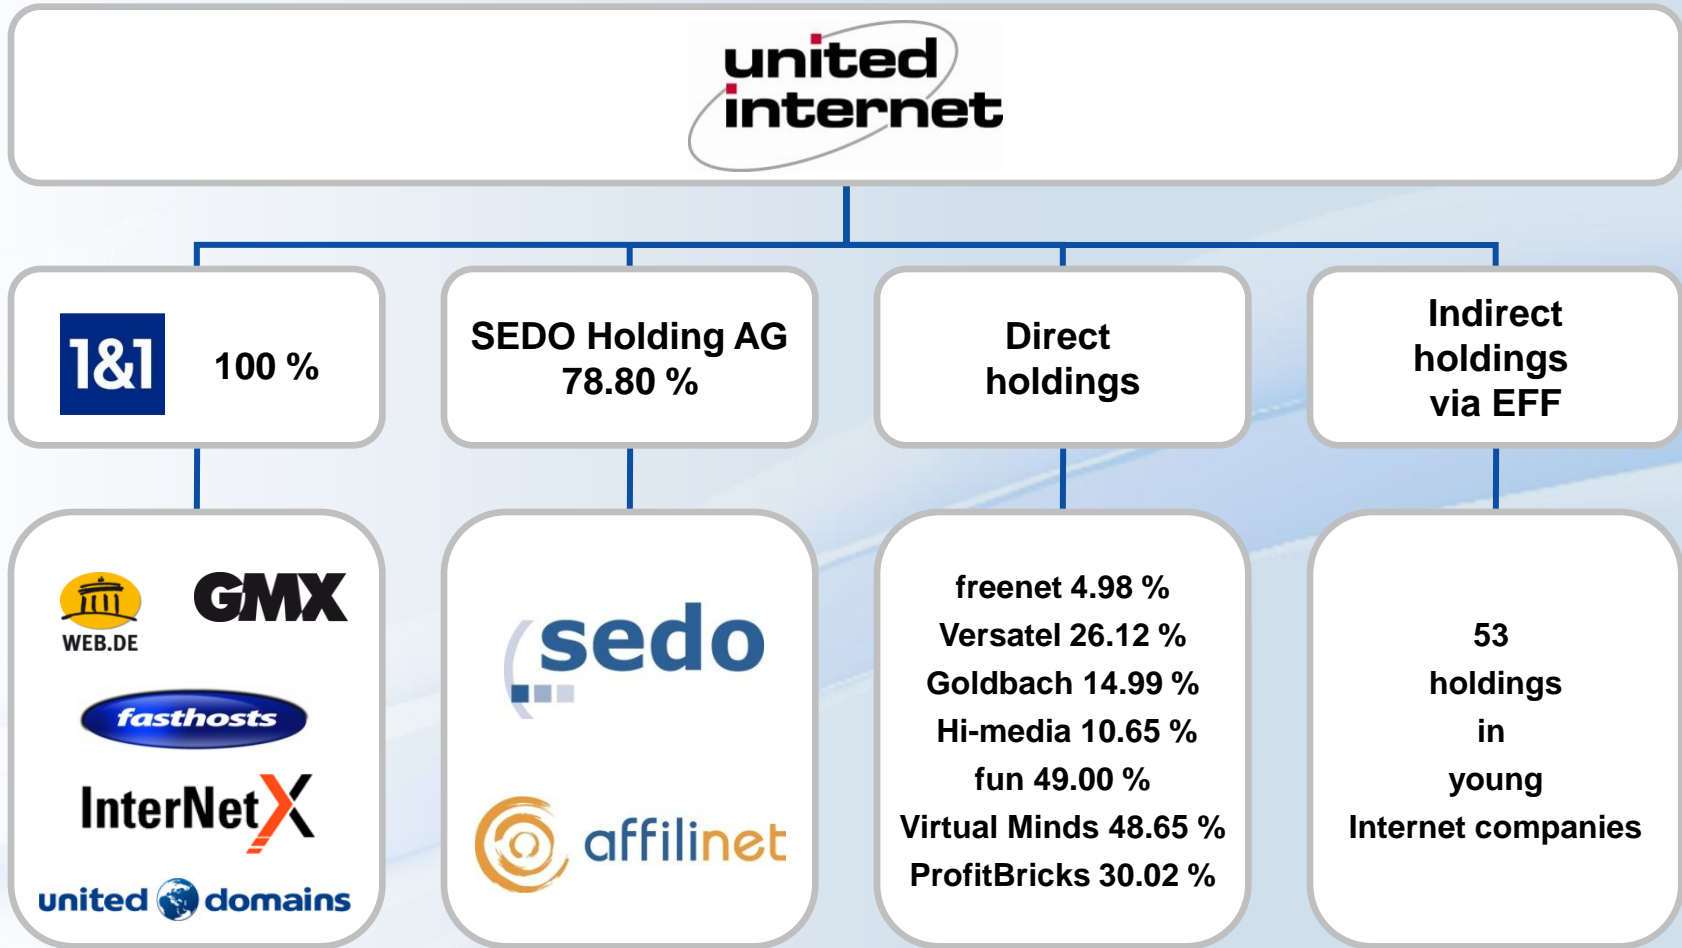 united
internet
1&1
100 %
SEDO Holding AG
78.80 %
Direct
holdings
Indirect
holdings
via EFF
WEB.DE
GMX
fasthosts
InterNetX
united domains
sedo
affilinet
freenet 4.98 %
Versatel 26.12 %
Goldbach 14.99 %
Hi-media 10.65 %
fun 49.00 %
Virtual Minds 48.65 %
ProfitBricks 30.02 %
53
holdings
in
young
Internet companies